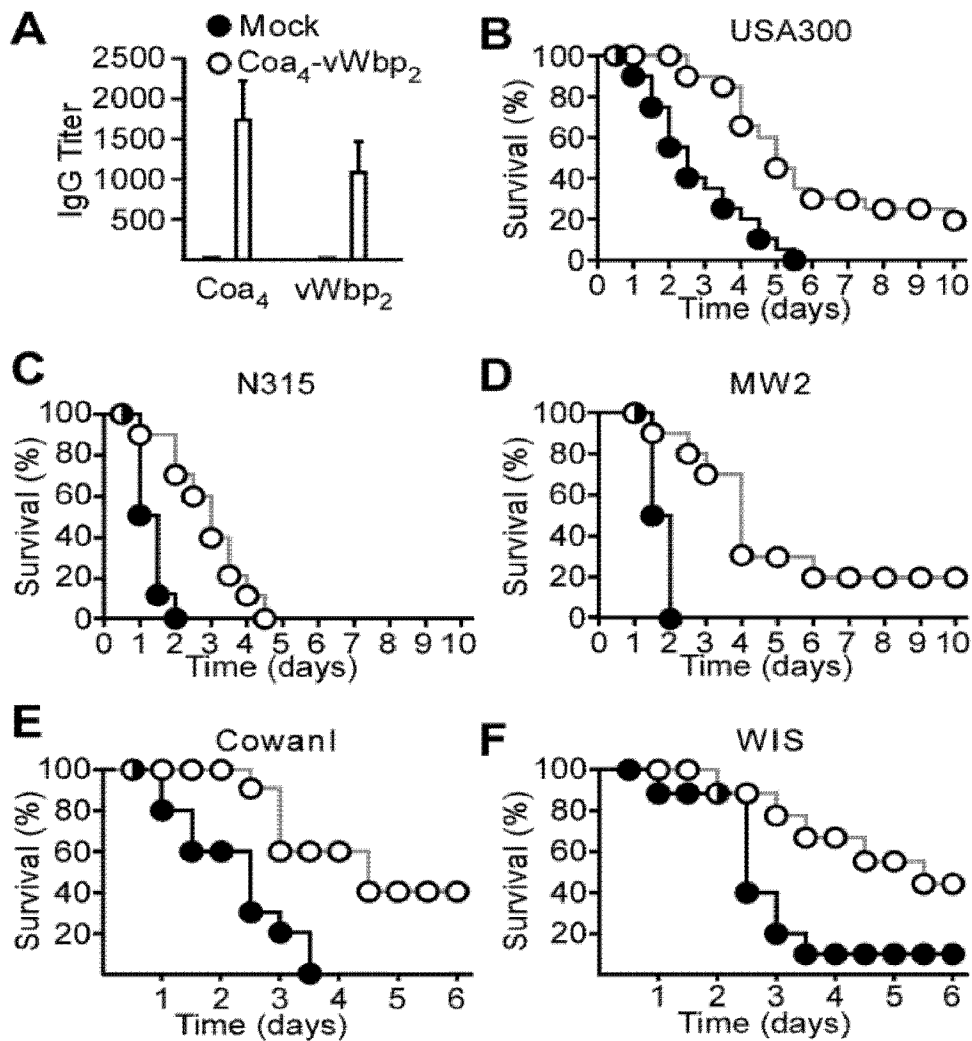 A
Mock
Coa4-vWbp2
IgG Titer
2500
2000
1500
1000
500
Coa4 vWbp2
B
USA300
Survival (%)
100
80
60
40
20
0
0 1 2 3 4 5 6 7 8 9 10
Time (days)
C
N315
Survival (%)
100
80
60
40
20
0
0 1 2 3 4 5 6 7 8 9 10
Time (days)
D
MW2
Survival (%)
100
80
60
40
20
0
0 1 2 3 4 5 6 7 8 9 10
Time (days)
E
CowanI
Survival (%)
100
80
60
40
20
1 2 3 4 5 6
Time (days)
F
WIS
Survival (%)
100
80
60
40
20
1 2 3 4 5 6
Time (days)